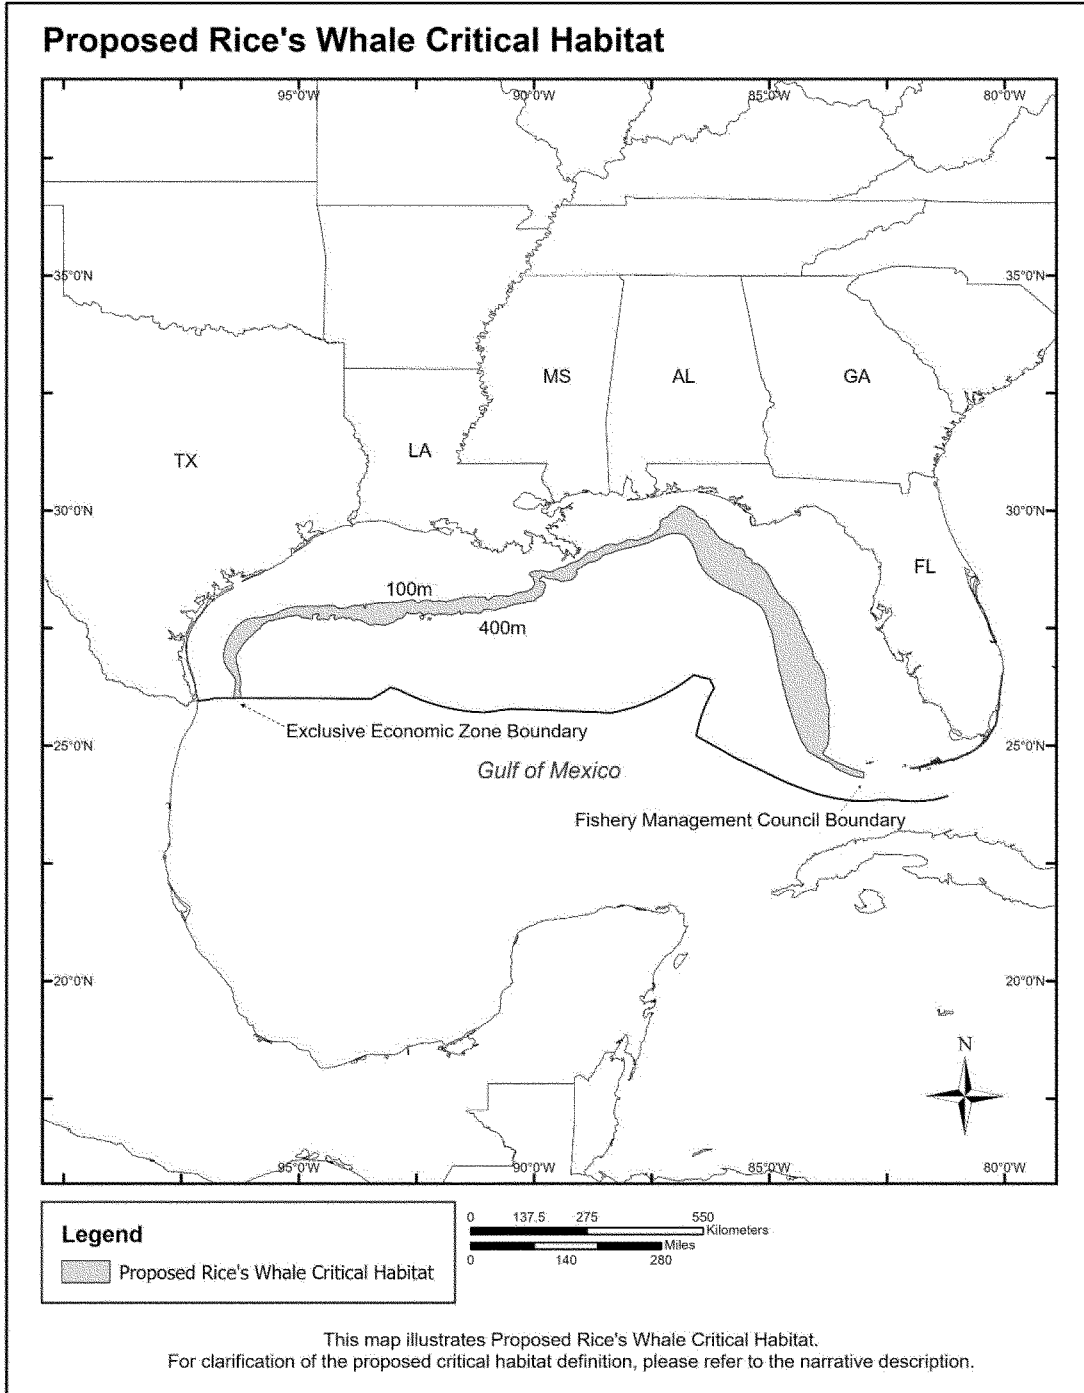 Proposed Rice's Whale Critical Habitat
95°0'W 90°0'W 85°0'W 80°0'W
35°0'N 35°0'N
MS AL GA
TX LA
30°0'N 30°0'N
FL
100m
400m
Exclusive Economic Zone Boundary
25°0'N 25°0'N
Gulf of Mexico
Fishery Management Council Boundary
20°0'N 20°0'N
N
95°0'W 90°0'W 85°0'W 80°0'W
Legend
Proposed Rice's Whale Critical Habitat
0 137.5 275 550
Kilometers
Miles
0 140 280
This map illustrates Proposed Rice's Whale Critical Habitat.
For clarification of the proposed critical habitat definition, please refer to the narrative description.